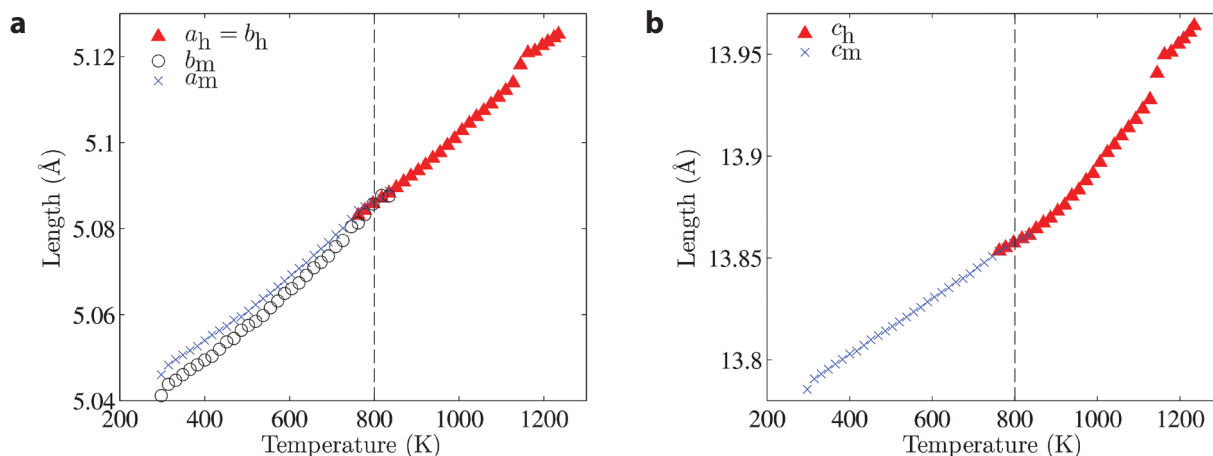 a
a_h = b_h
b_m
a_m
5.12
5.1
5.08
5.06
5.04
Length (Å)
200 400 600 800 1000 1200
Temperature (K)
b
c_h
c_m
13.95
13.9
13.85
13.8
Length (Å)
200 400 600 800 1000 1200
Temperature (K)